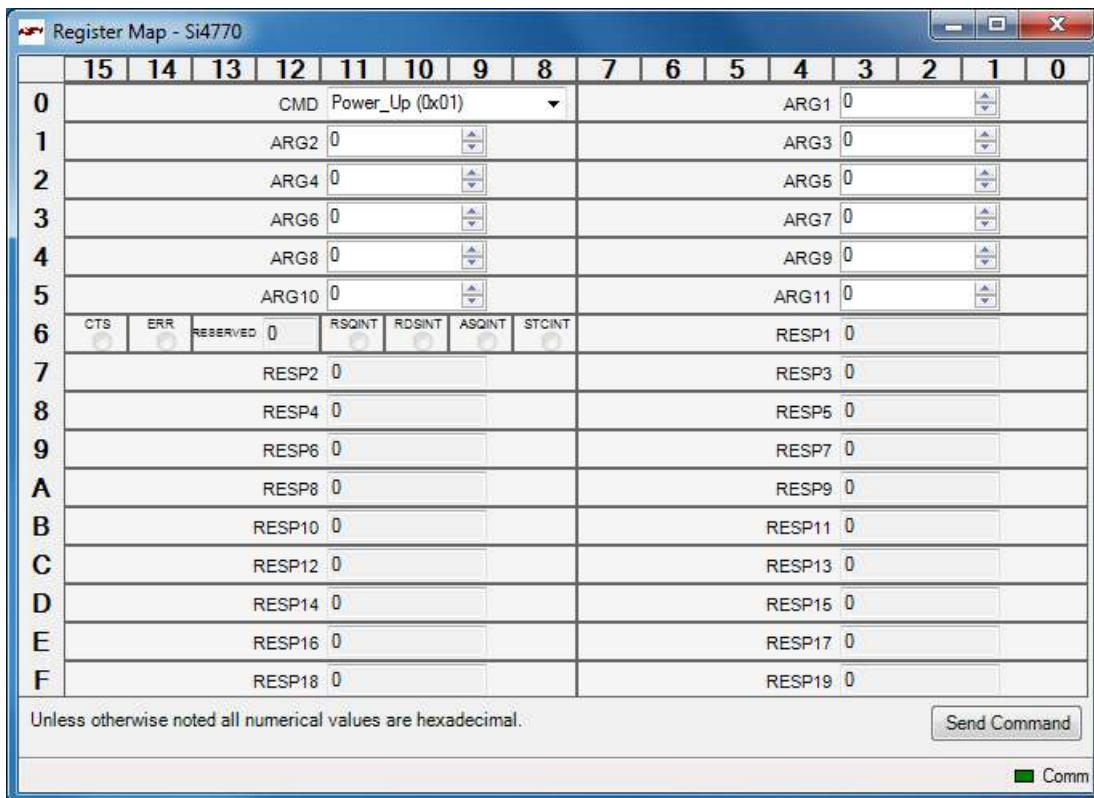 Register Map - Si4770
15 14 13 12 11 10 9 8 7 6 5 4 3 2 1 0
0 CMD Power_Up (0x01) ARG1 0
1 ARG2 0 ARG3 0
2 ARG4 0 ARG5 0
3 ARG6 0 ARG7 0
4 ARG8 0 ARG9 0
5 ARG10 0 ARG11 0
6 CTS ERR RESERVED 0 RSQINT RDSINT ASQINT STCINT RESP1 0
7 RESP2 0 RESP3 0
8 RESP4 0 RESP5 0
9 RESP6 0 RESP7 0
A RESP8 0 RESP9 0
B RESP10 0 RESP11 0
C RESP12 0 RESP13 0
D RESP14 0 RESP15 0
E RESP16 0 RESP17 0
F RESP18 0 RESP19 0
Unless otherwise noted all numerical values are hexadecimal. Send Command
Comm